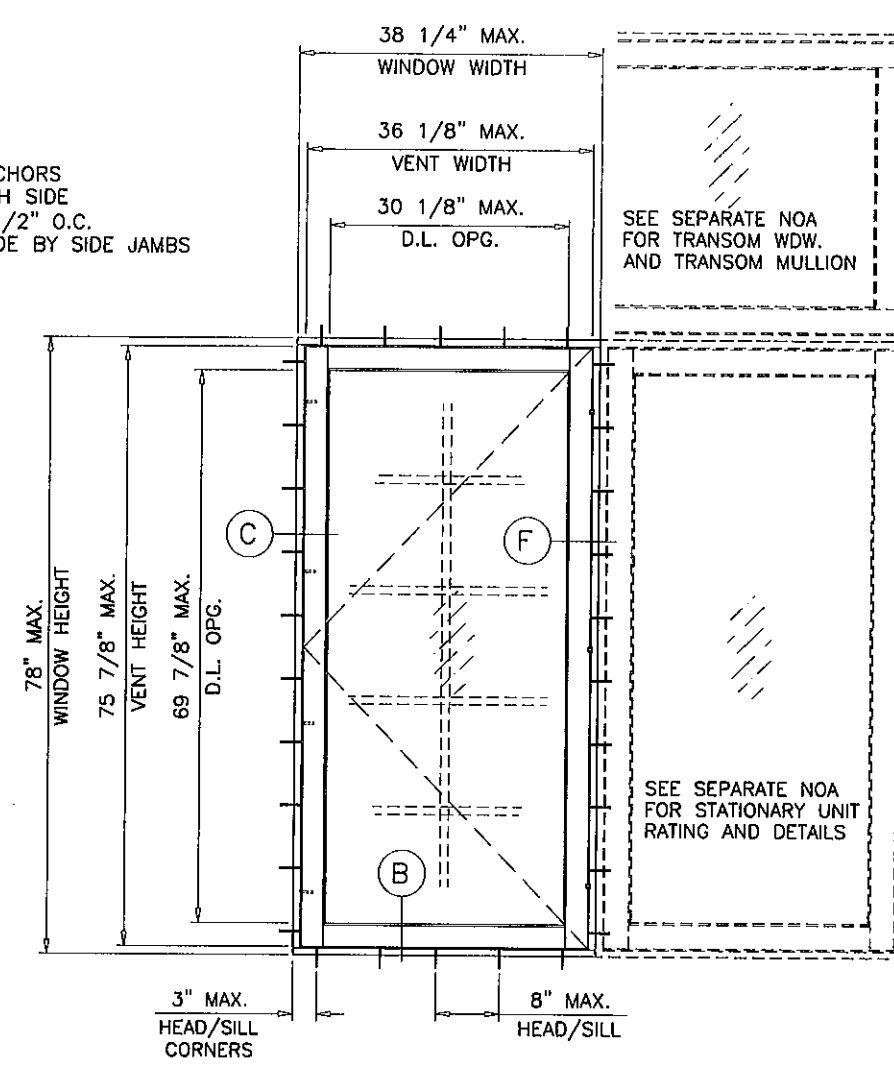 38 1/4" MAX.
WINDOW WIDTH
36 1/8" MAX.
VENT WIDTH
30 1/8" MAX.
D.L. OPG.
CHORS
H SIDE
/2" O.C.
DE BY SIDE JAMBS
SEE SEPARATE NOA
FOR TRANSOM WDW.
AND TRANSOM MULLION
78" MAX.
WINDOW HEIGHT
75 7/8" MAX.
VENT HEIGHT
69 7/8" MAX.
D.L. OPG.
C
F
B
SEE SEPARATE NOA
FOR STATIONARY UNIT
RATING AND DETAILS
3" MAX.
HEAD/SILL
CORNERS
8" MAX.
HEAD/SILL